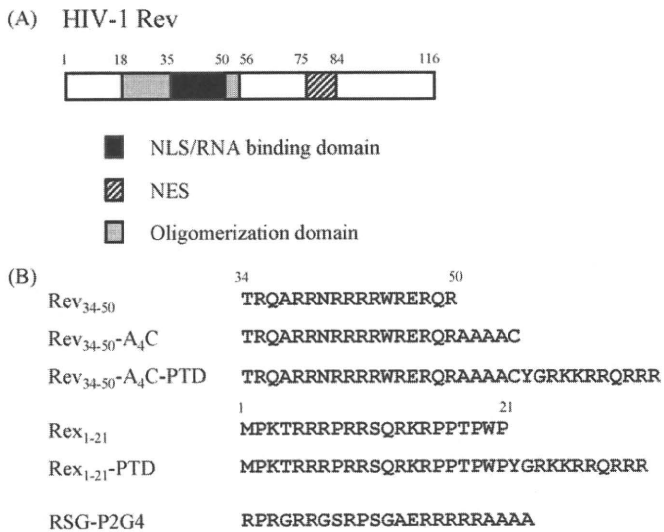 (A) HIV-1 Rev
1 18 35 50 56 75 84 116
NLS/RNA binding domain
NES
Oligomerization domain
(B)
34 50
Rev34-50 TRQARRNRRRRWRERQR
Rev34-50-A4C TRQARRNRRRRWRERQRAAAAC
Rev34-50-A4C-PTD TRQARRNRRRRWRERQRAAAACYGRKKRRQRRR
1 21
Rex1-21 MPKTRRRPRRSQRKRPPTPWP
Rex1-21-PTD MPKTRRRPRRSQRKRPPTPWPYGRKKRRQRRR
RSG-P2G4 RPRGRRGSRPSGAERRRRRAAAA